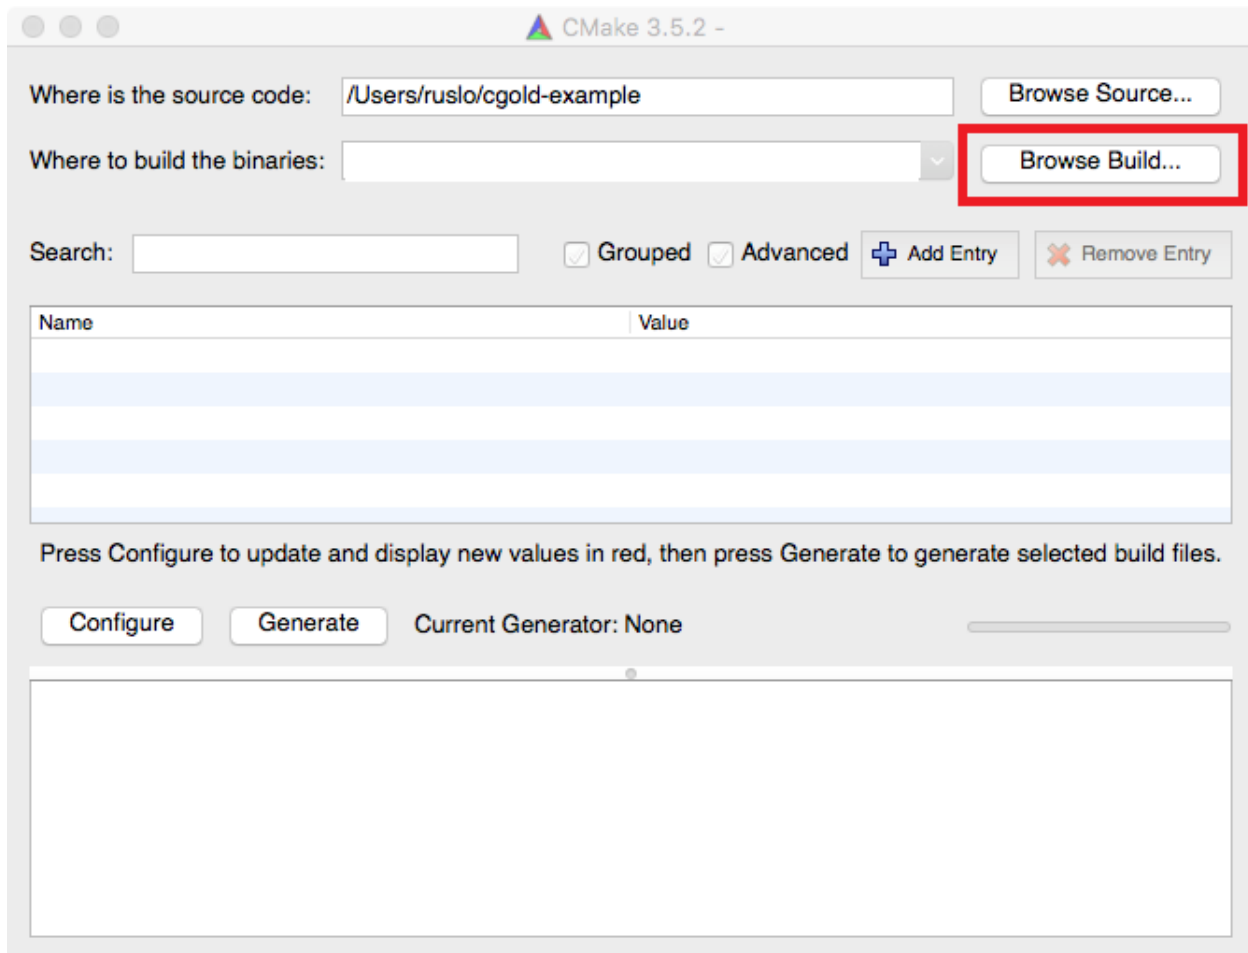 CMake 3.5.2 -
Where is the source code: /Users/ruslo/cgold-example Browse Source...
Where to build the binaries: Browse Build...
Search: Grouped Advanced Add Entry Remove Entry
Name Value
Press Configure to update and display new values in red, then press Generate to generate selected build files.
Configure Generate Current Generator: None